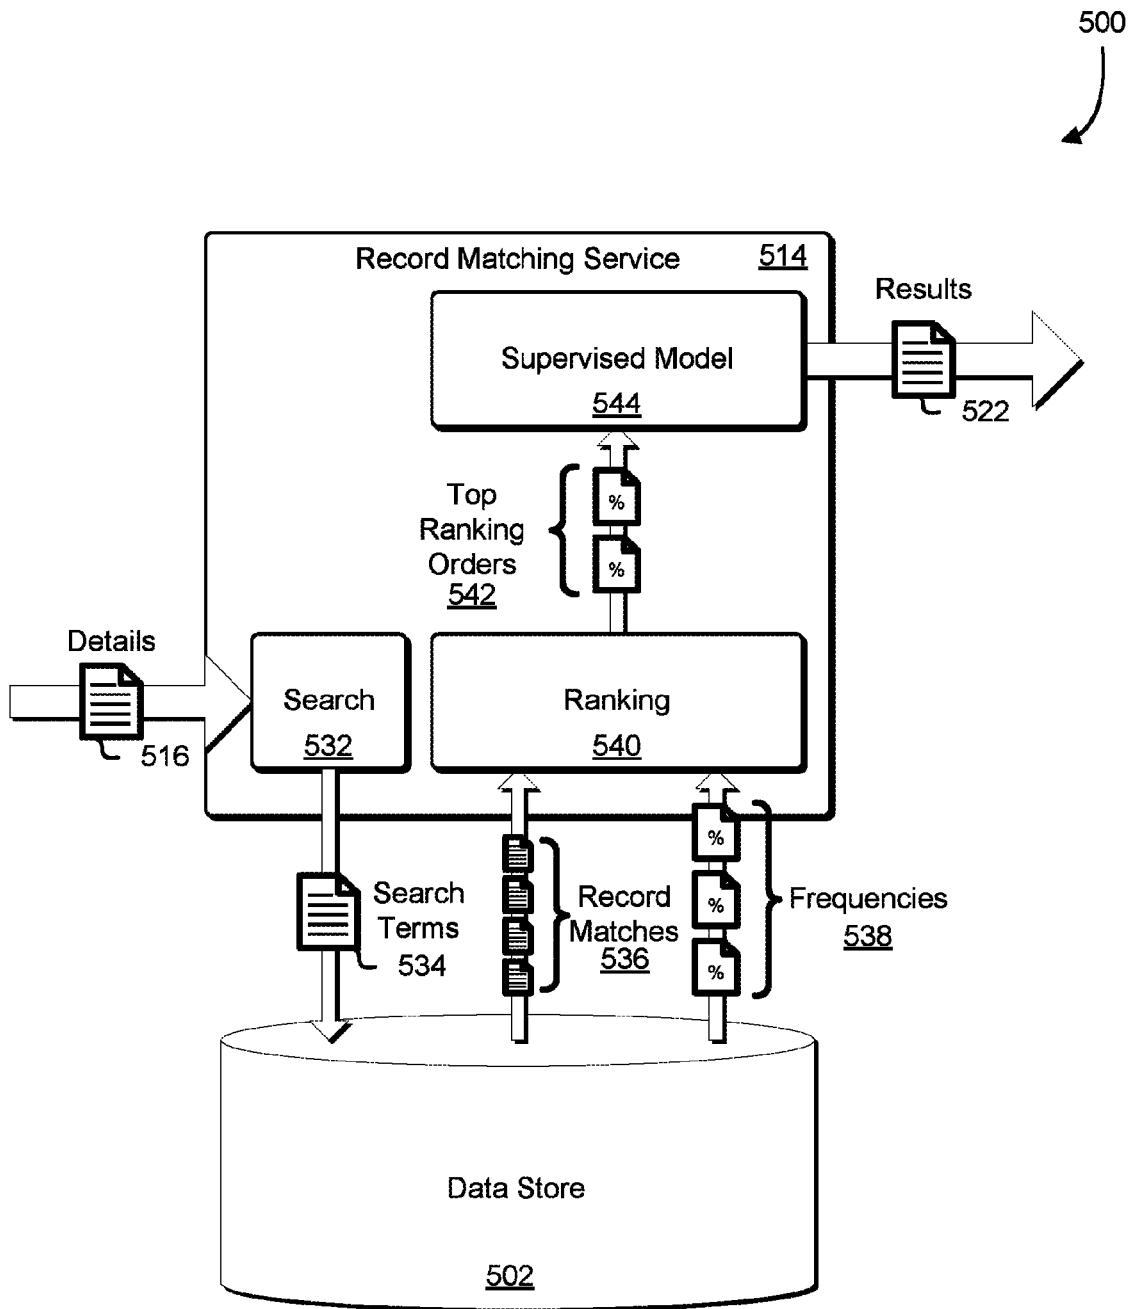 500
Record Matching Service
514
Supervised Model
544
Results
522
Top
Ranking
Orders
542
%
%
Details
516
Search
532
Ranking
540
Search
Terms
534
Record
Matches
536
%
%
%
Frequencies
538
Data Store
502